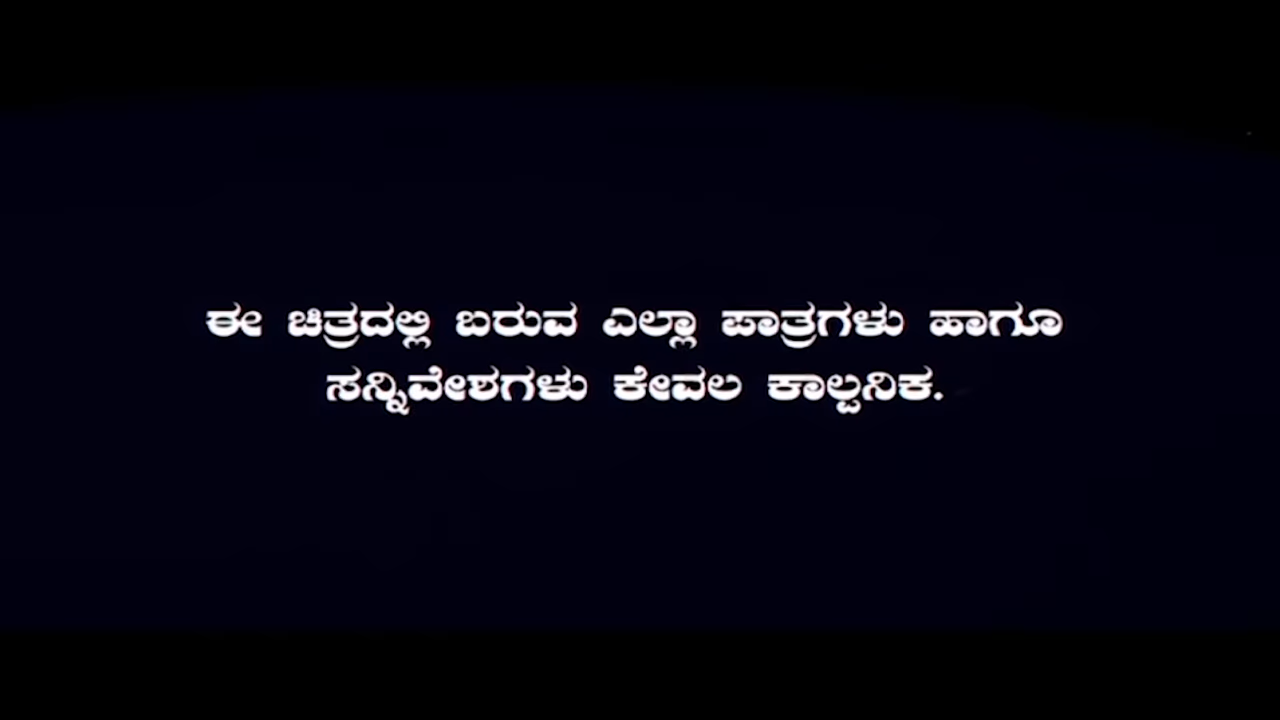 ಈ ಚಿತ್ರದಲ್ಲಿ ಬರುವ ಎಲ್ಲಾ ಪಾತ್ರಗಳು ಹಾಗೂ
ಸನ್ನಿವೇಶಗಳು ಕೇವಲ ಕಾಲ್ಪನಿಕ.